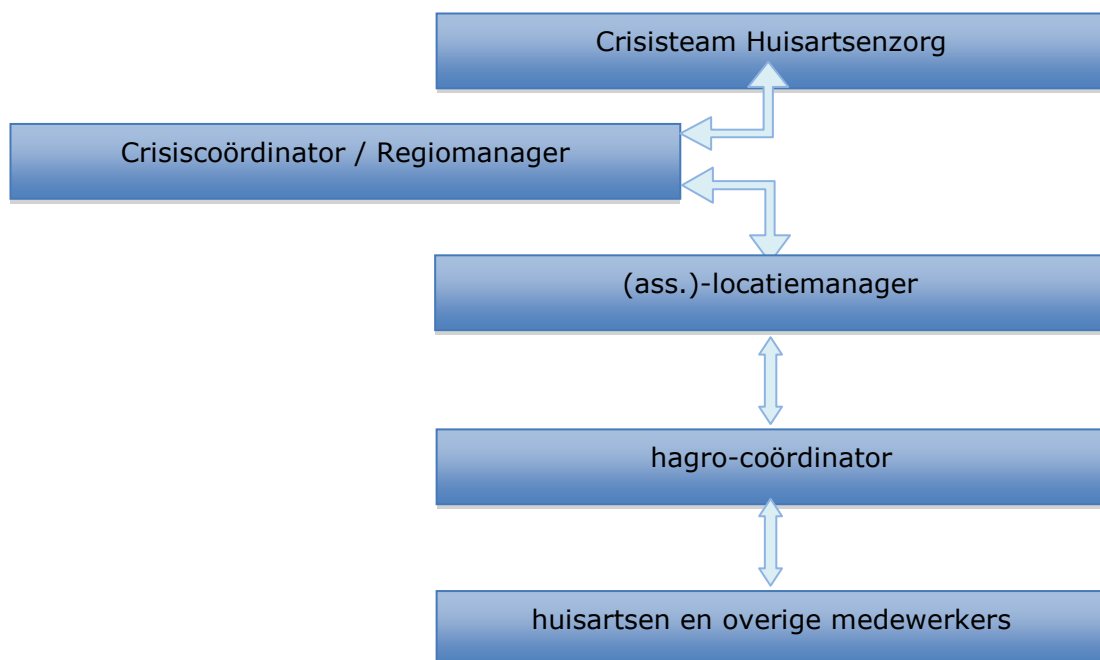 Crisisteam Huisartsenzorg
Crisiscoördinator / Regiomanager
(ass.)-locatiemanager
hagro-coördinator
huisartsen en overige medewerkers